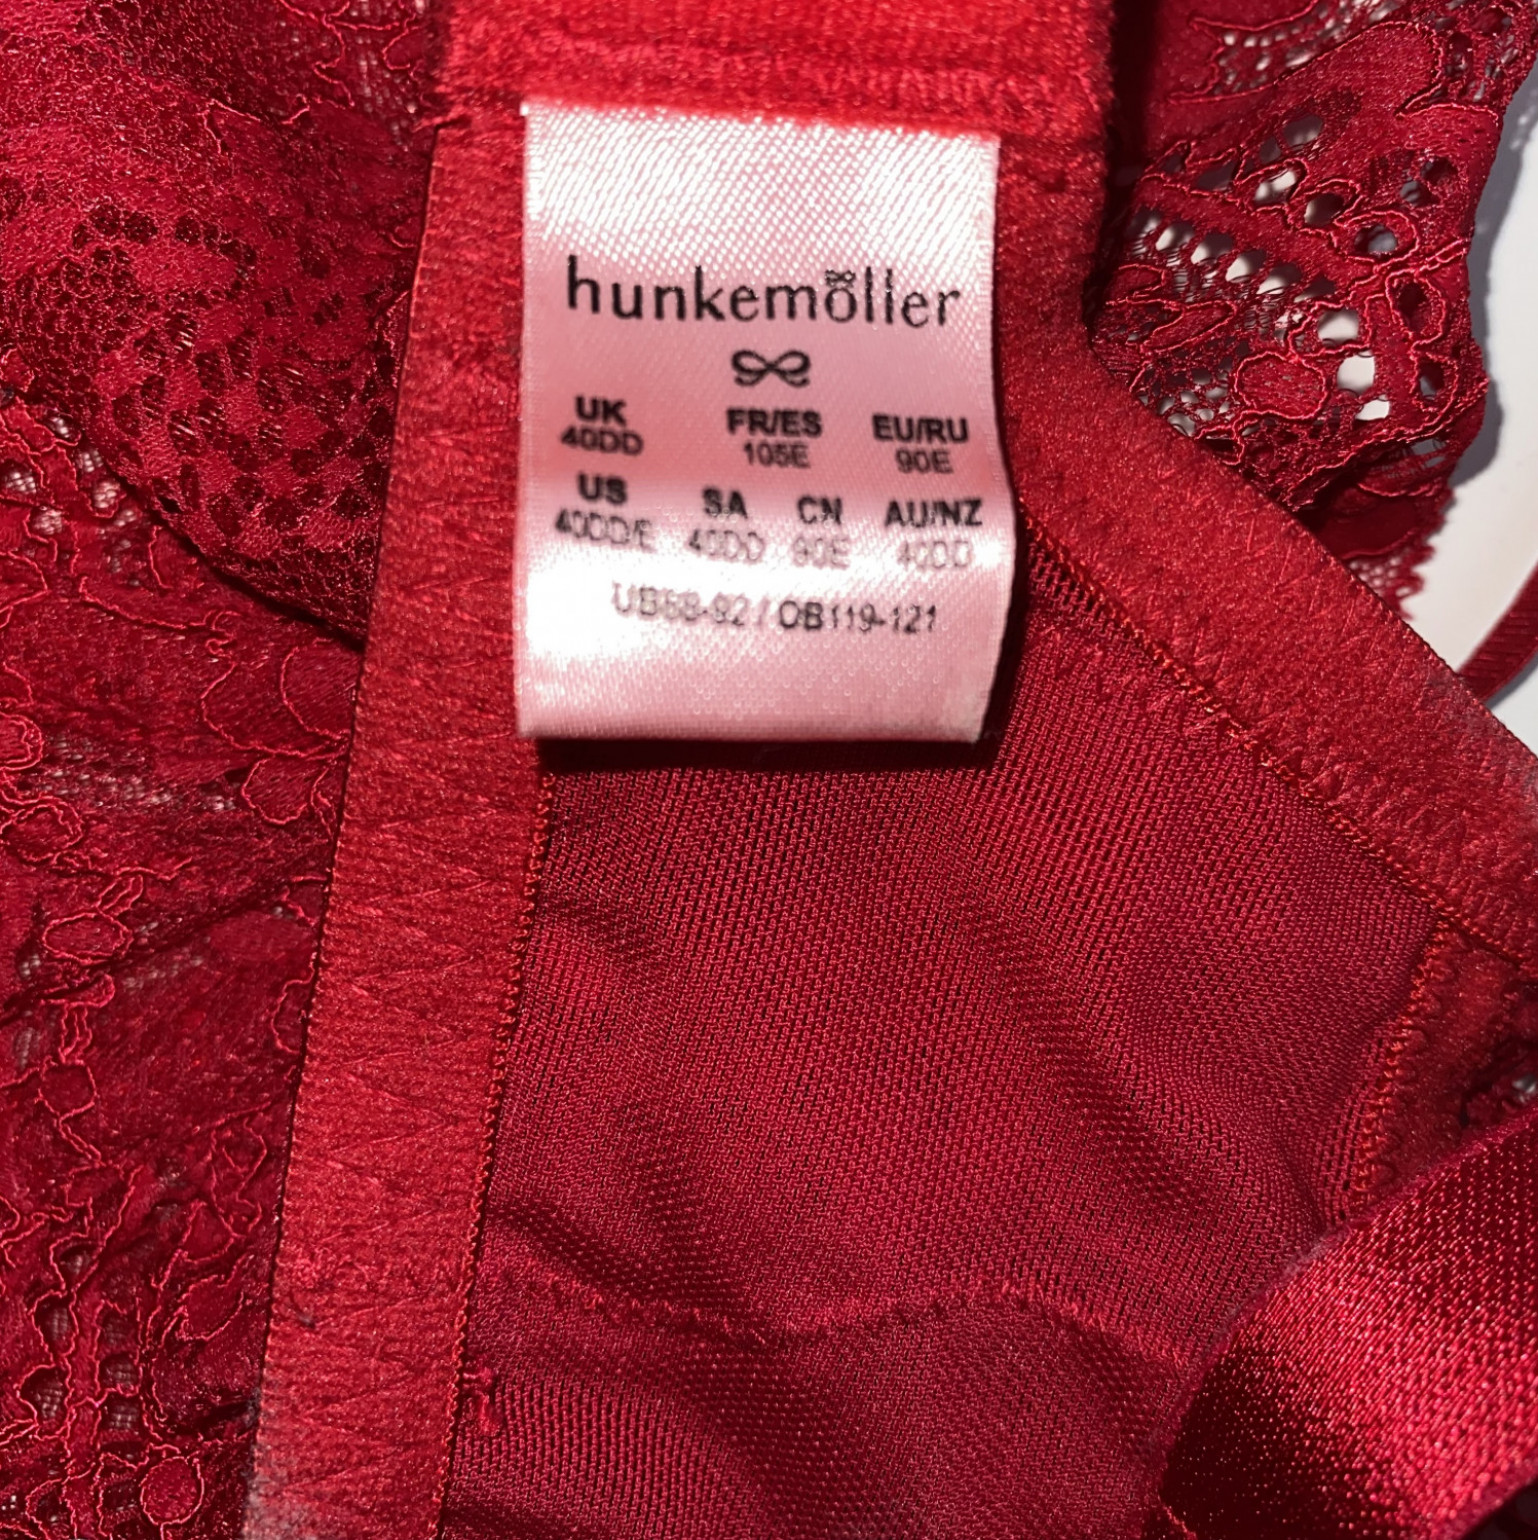 hunkemöller
UK FR/ES EU/RU
40DD 105E 90E
US SA CN AU/NZ
40DD/E 40DD 90E 40DD
UB88-92 / OB119-121